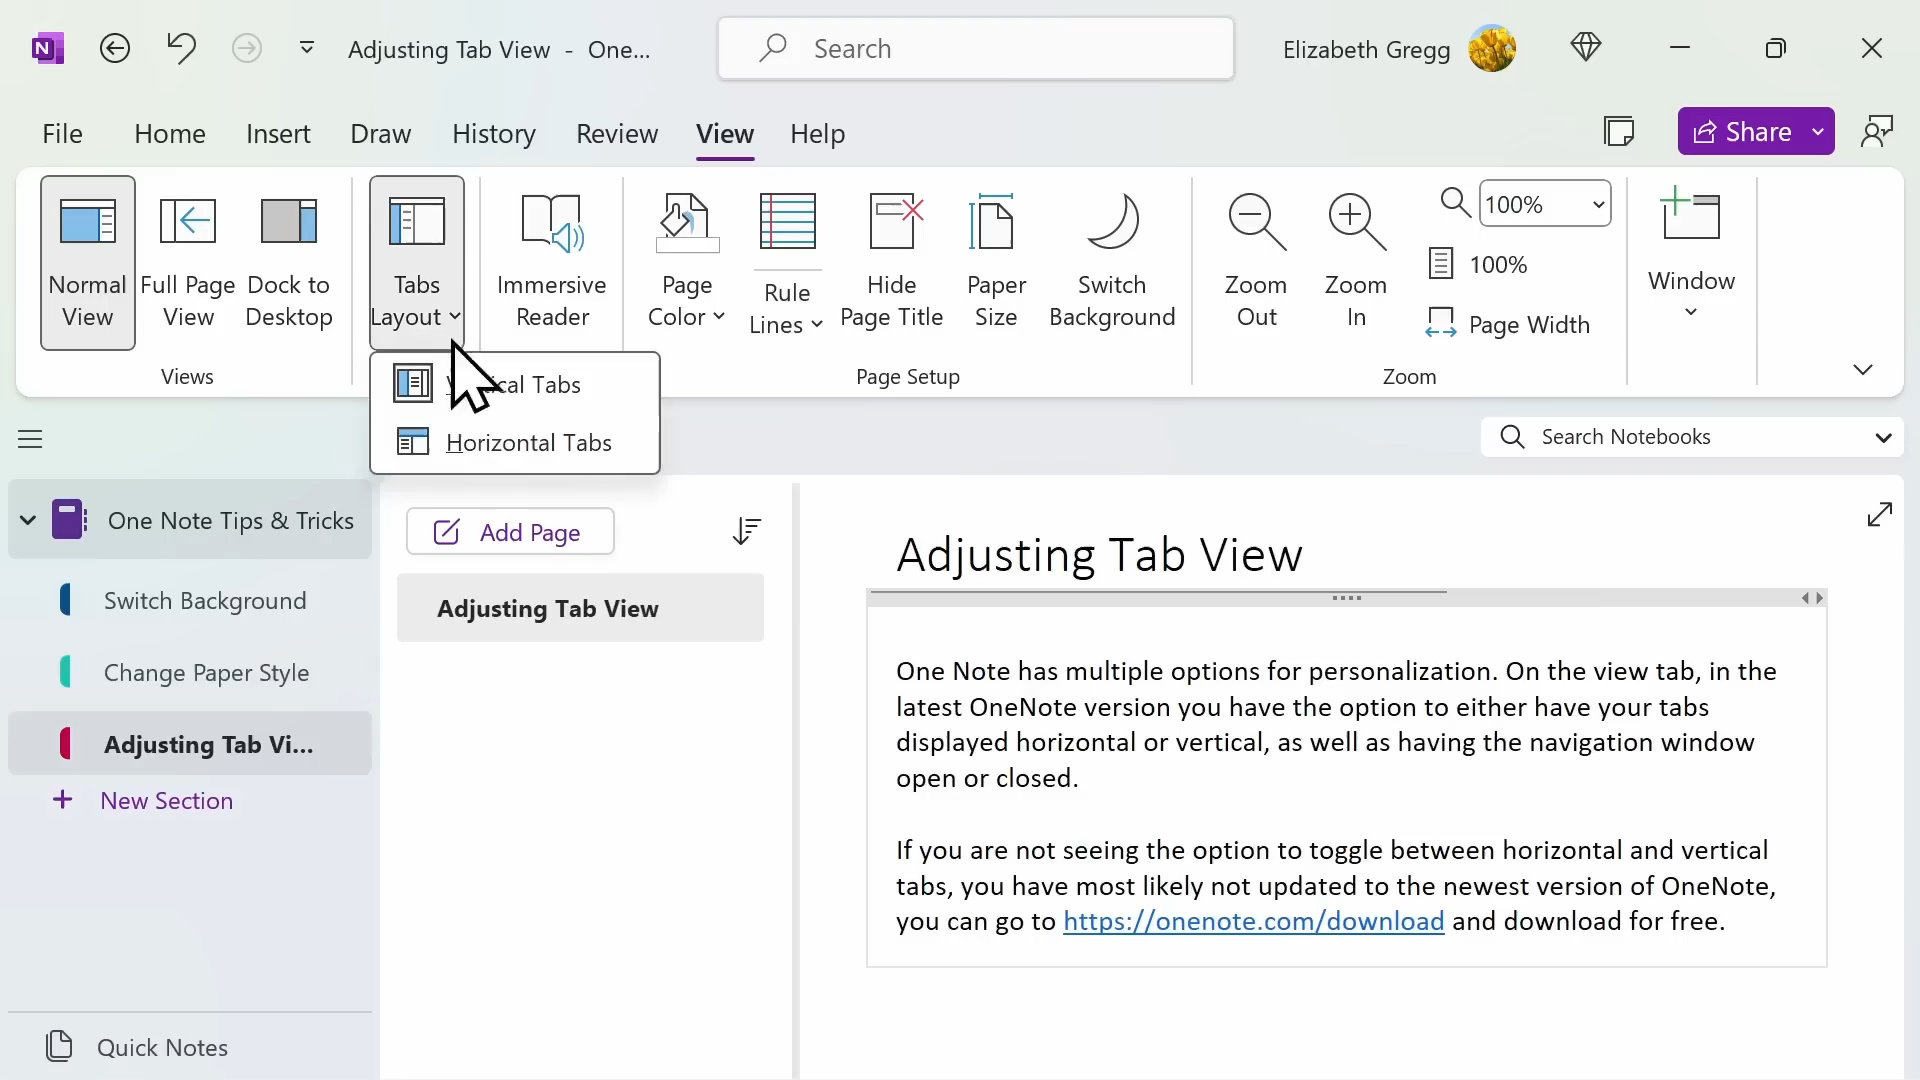 N
Adjusting Tab View - One...
Search
Elizabeth Gregg
File Home Insert Draw History Review View Help
Share
Normal View
Full Page View
Dock to Desktop
Tabs Layout
Immersive Reader
Page Color
Rule Lines
Hide Page Title
Paper Size
Switch Background
Zoom Out
Zoom In
100%
100%
Page Width
Window
Views
Page Setup
Zoom
Tabs
Horizontal Tabs
Search Notebooks
One Note Tips & Tricks
Switch Background
Change Paper Style
Adjusting Tab Vi...
New Section
Quick Notes
Add Page
Adjusting Tab View
Adjusting Tab View
One Note has multiple options for personalization. On the view tab, in the
latest OneNote version you have the option to either have your tabs
displayed horizontal or vertical, as well as having the navigation window
open or closed.
If you are not seeing the option to toggle between horizontal and vertical
tabs, you have most likely not updated to the newest version of OneNote,
you can go to https://onenote.com/download and download for free.